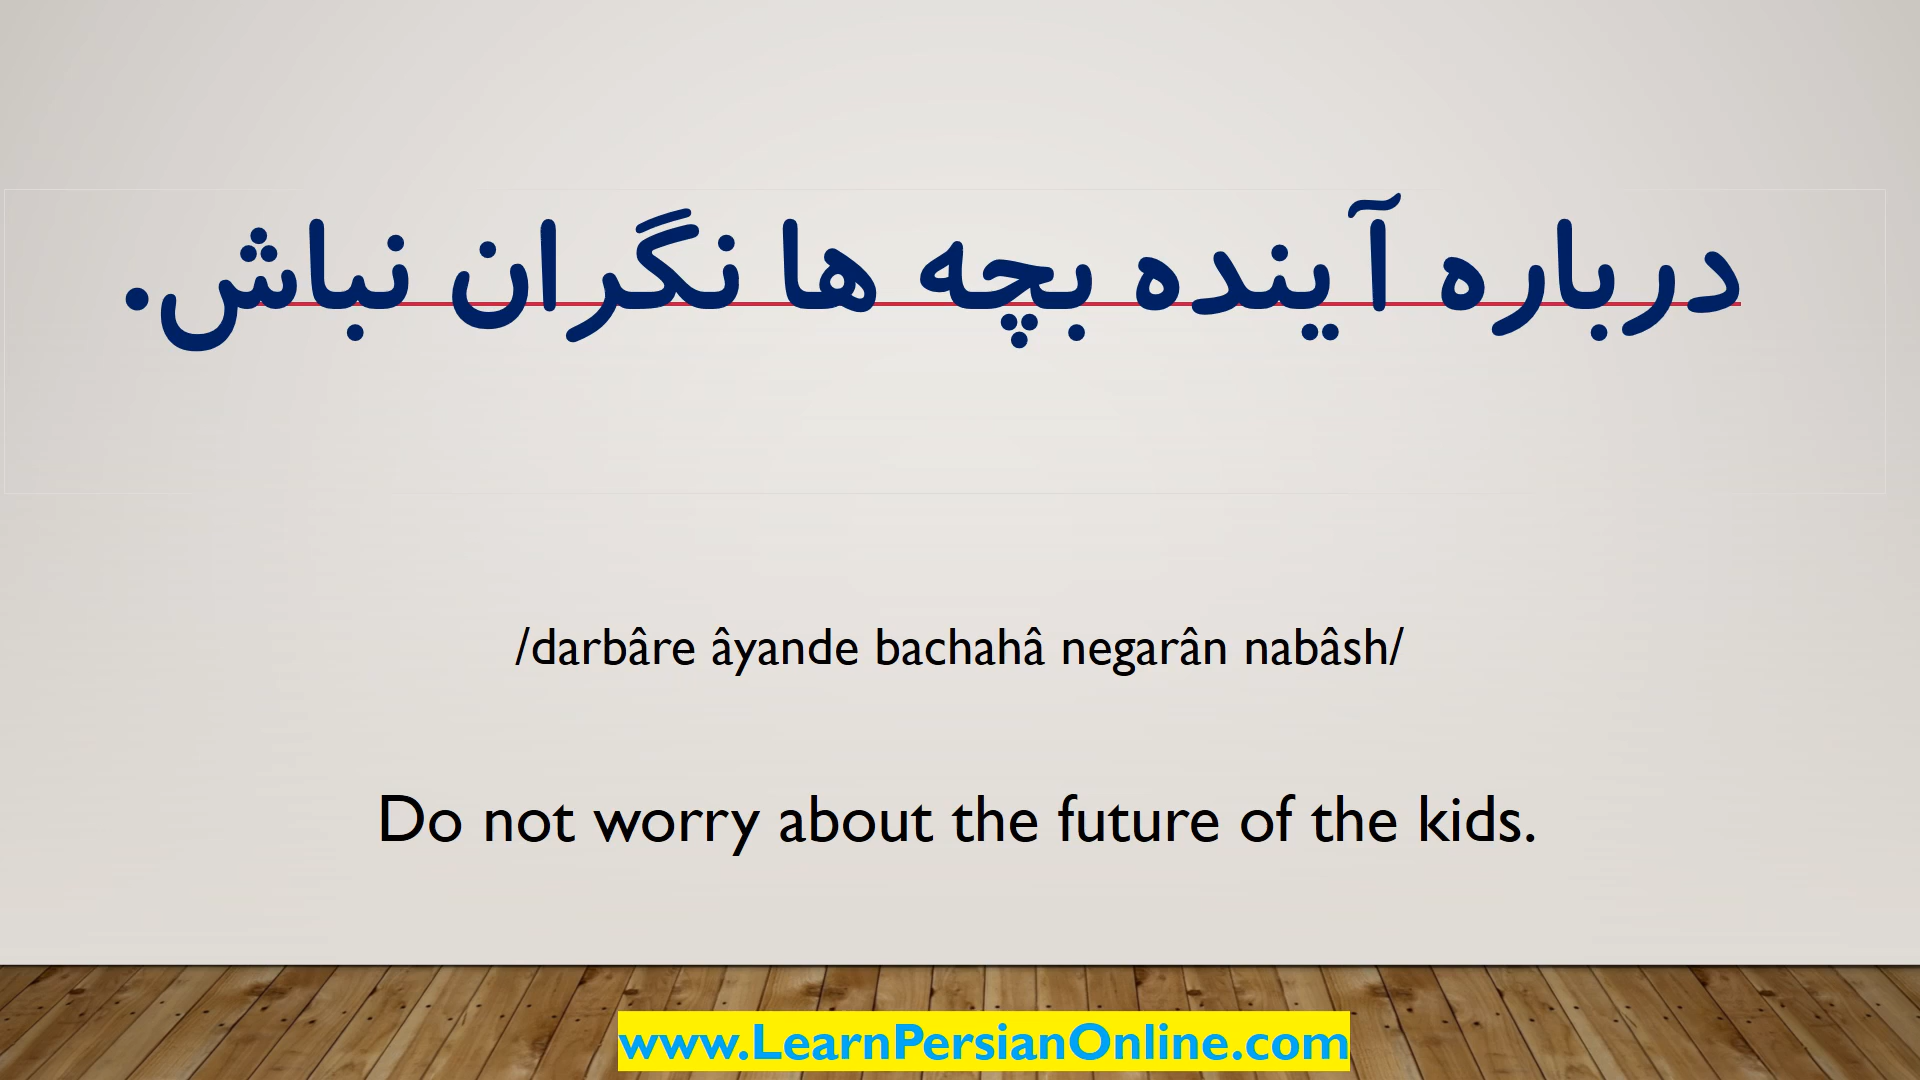 درباره آینده بچه ها نگران نباش.
/darbâre âyande bachahâ negarân nabâsh/
Do not worry about the future of the kids.
www.LearnPersianOnline.com